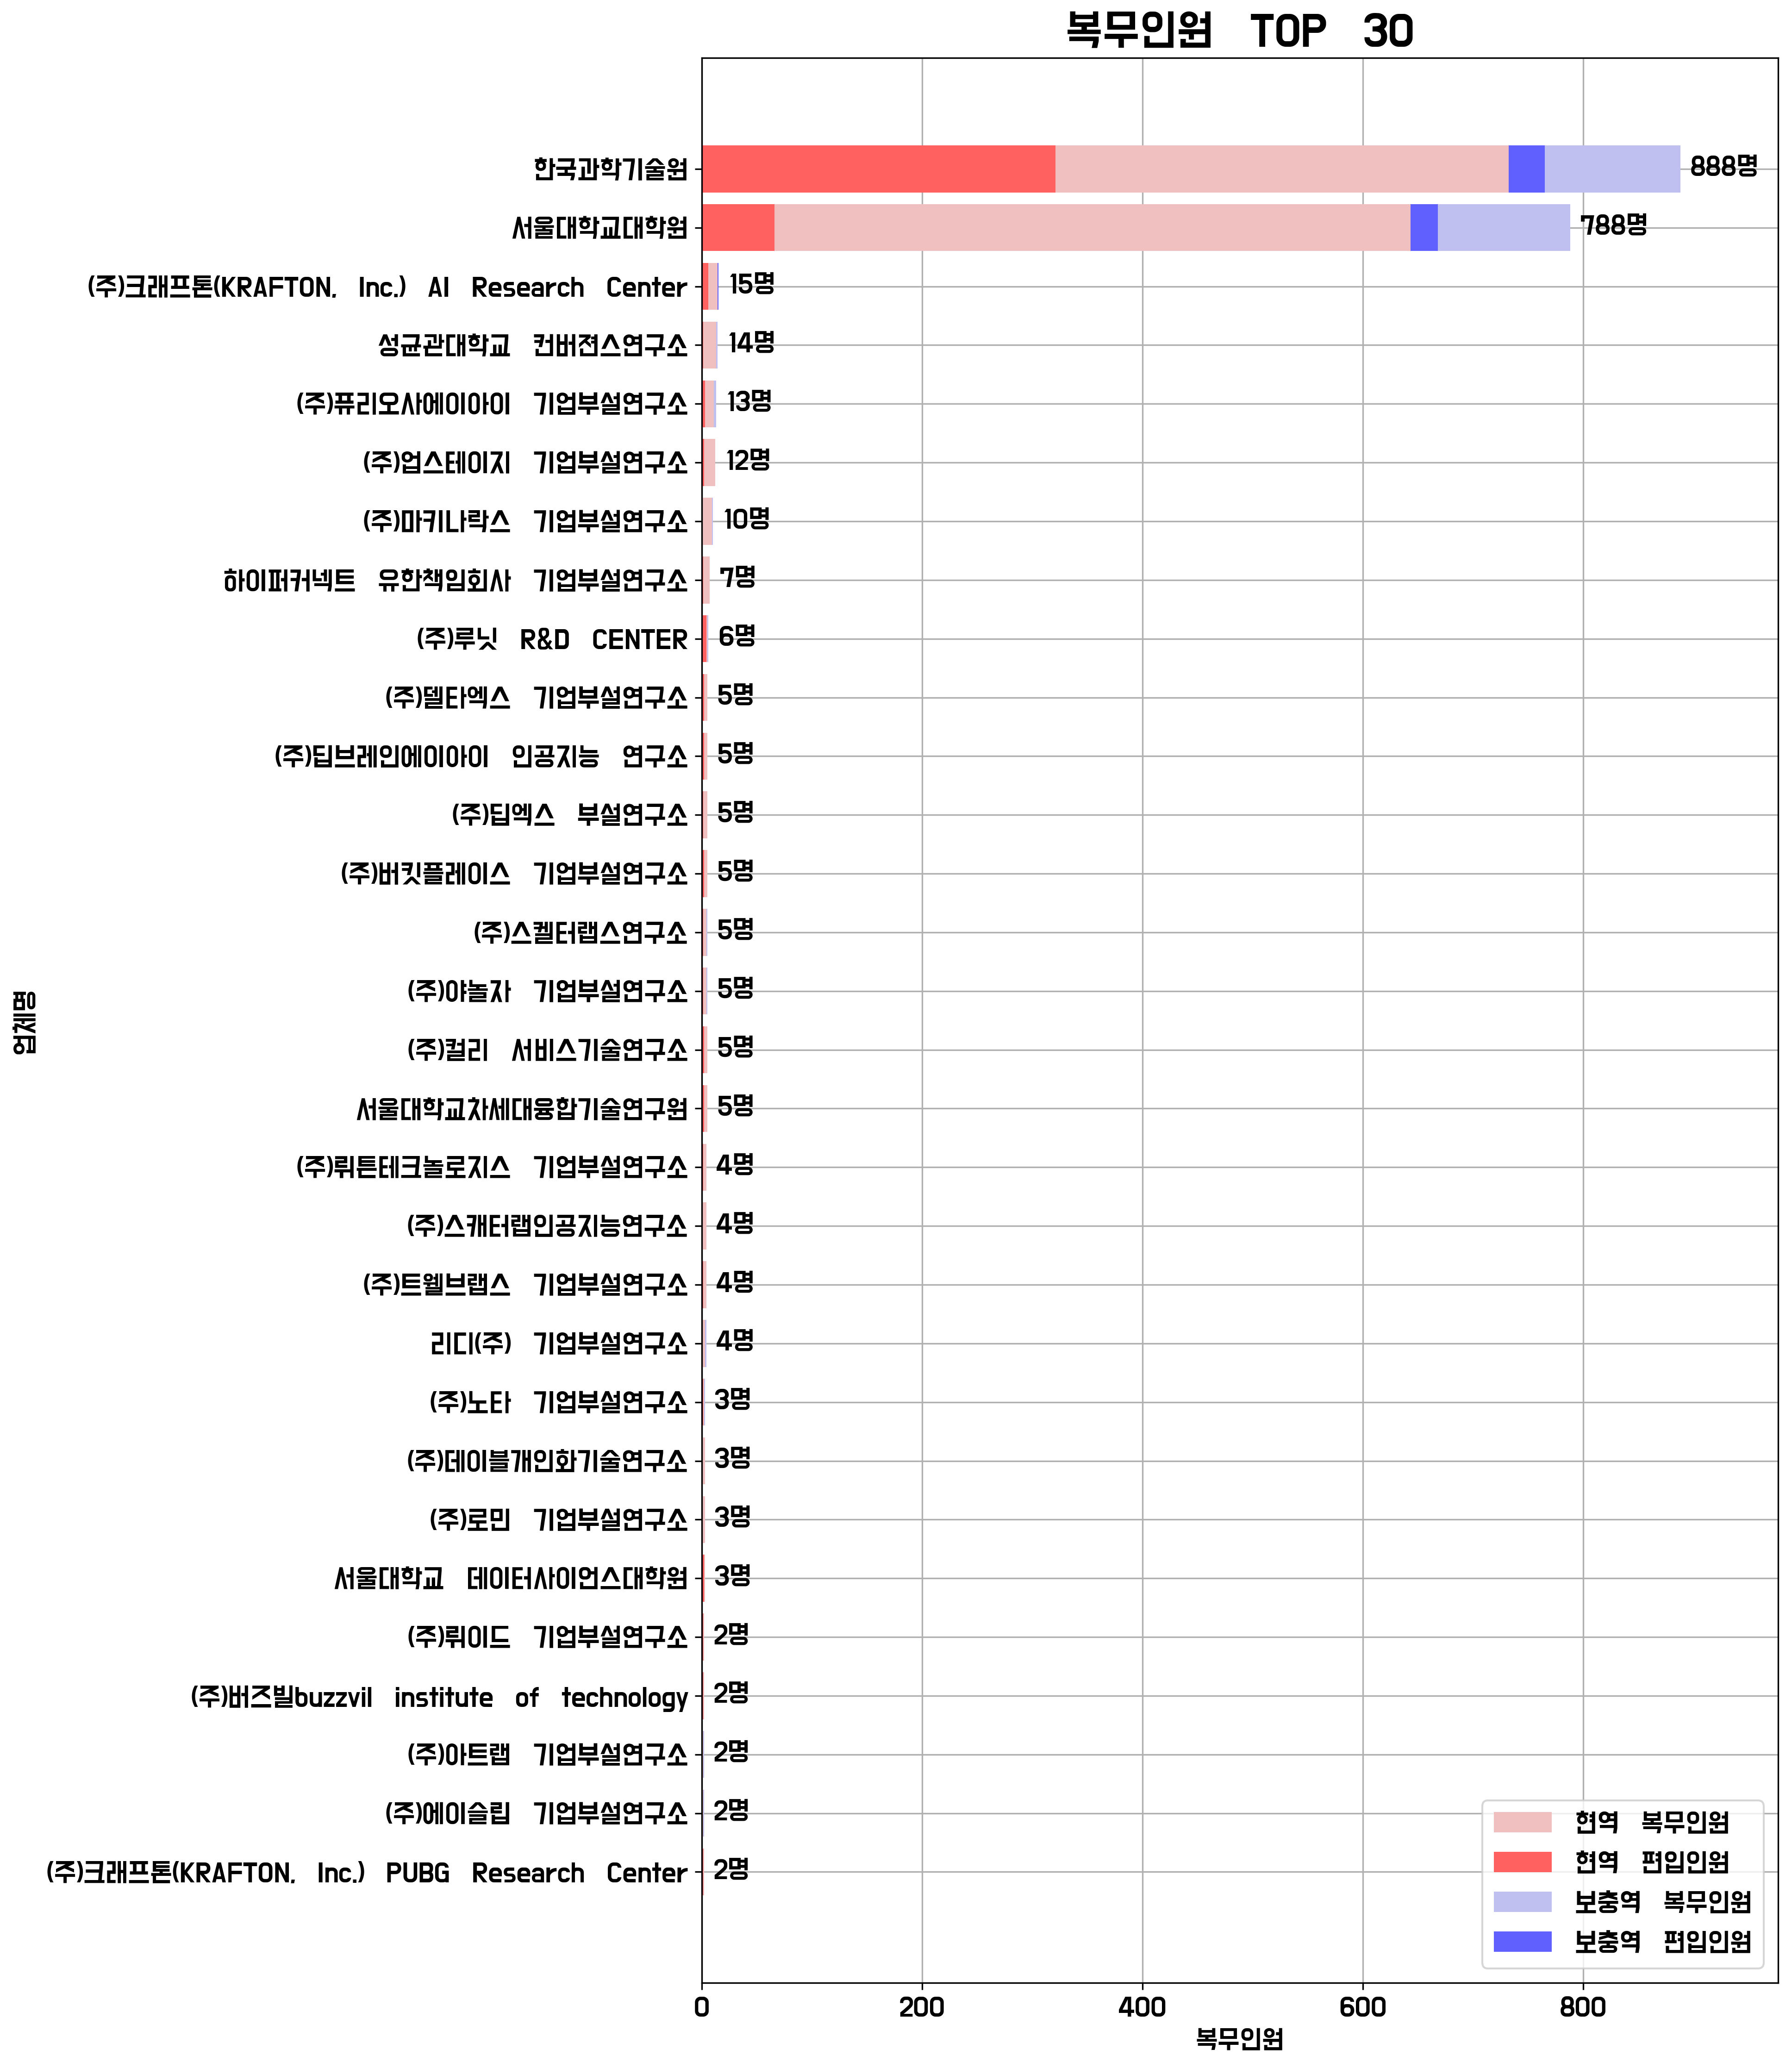 복무인원 TOP 30
한국과학기술원 888명
서울대학교대학원 788명
(주)크래프톤(KRAFTON, Inc.) AI Research Center 15명
성균관대학교 컨버젼스연구소 14명
(주)퓨리오사에이아이 기업부설연구소 13명
(주)업스테이지 기업부설연구소 12명
(주)마키나락스 기업부설연구소 10명
하이퍼커넥트 유한책임회사 기업부설연구소 7명
(주)루닛 R&D CENTER 6명
(주)델타엑스 기업부설연구소 5명
(주)딥브레인에이아이 인공지능 연구소 5명
(주)딥엑스 부설연구소 5명
(주)버킷플레이스 기업부설연구소 5명
(주)스켈터랩스연구소 5명
(주)야놀자 기업부설연구소 5명
(주)컬리 서비스기술연구소 5명
서울대학교차세대융합기술연구원 5명
(주)뤼튼테크놀로지스 기업부설연구소 4명
(주)스캐터랩인공지능연구소 4명
(주)트웰브랩스 기업부설연구소 4명
리디(주) 기업부설연구소 4명
(주)노타 기업부설연구소 3명
(주)데이블개인화기술연구소 3명
(주)로민 기업부설연구소 3명
서울대학교 데이터사이언스대학원 3명
(주)뤼이드 기업부설연구소 2명
(주)버즈빌buzzvil institute of technology 2명
(주)아트랩 기업부설연구소 2명
(주)에이슬립 기업부설연구소 2명
(주)크래프톤(KRAFTON, Inc.) PUBG Research Center 2명
업체명
현역 복무인원
현역 편입인원
보충역 복무인원
보충역 편입인원
0 200 400 600 800
복무인원